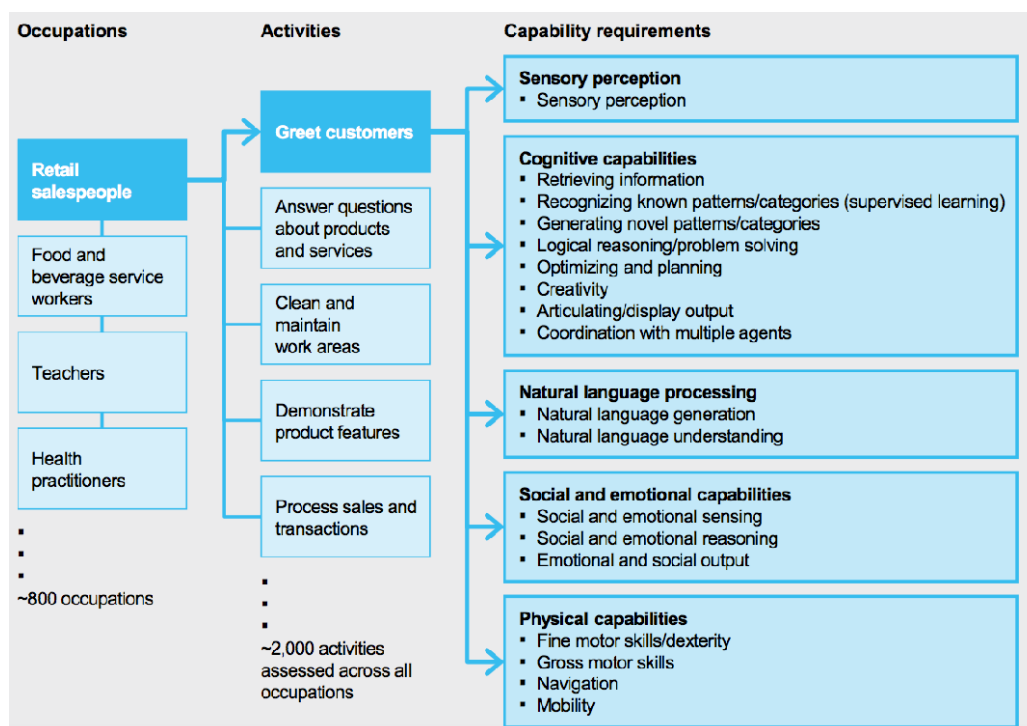 Occupations
Retail
salespeople
Food and
beverage service
workers
Teachers
Health
practitioners
~800 occupations
Activities
Greet customers
Answer questions
about products
and services
Clean and
maintain
work areas
Demonstrate
product features
Process sales and
transactions
~2,000 activities
assessed across all
occupations
Capability requirements
Sensory perception
▪ Sensory perception
Cognitive capabilities
▪ Retrieving information
▪ Recognizing known patterns/categories (supervised learning)
▪ Generating novel patterns/categories
▪ Logical reasoning/problem solving
▪ Optimizing and planning
▪ Creativity
▪ Articulating/display output
▪ Coordination with multiple agents
Natural language processing
▪ Natural language generation
▪ Natural language understanding
Social and emotional capabilities
▪ Social and emotional sensing
▪ Social and emotional reasoning
▪ Emotional and social output
Physical capabilities
▪ Fine motor skills/dexterity
▪ Gross motor skills
▪ Navigation
▪ Mobility